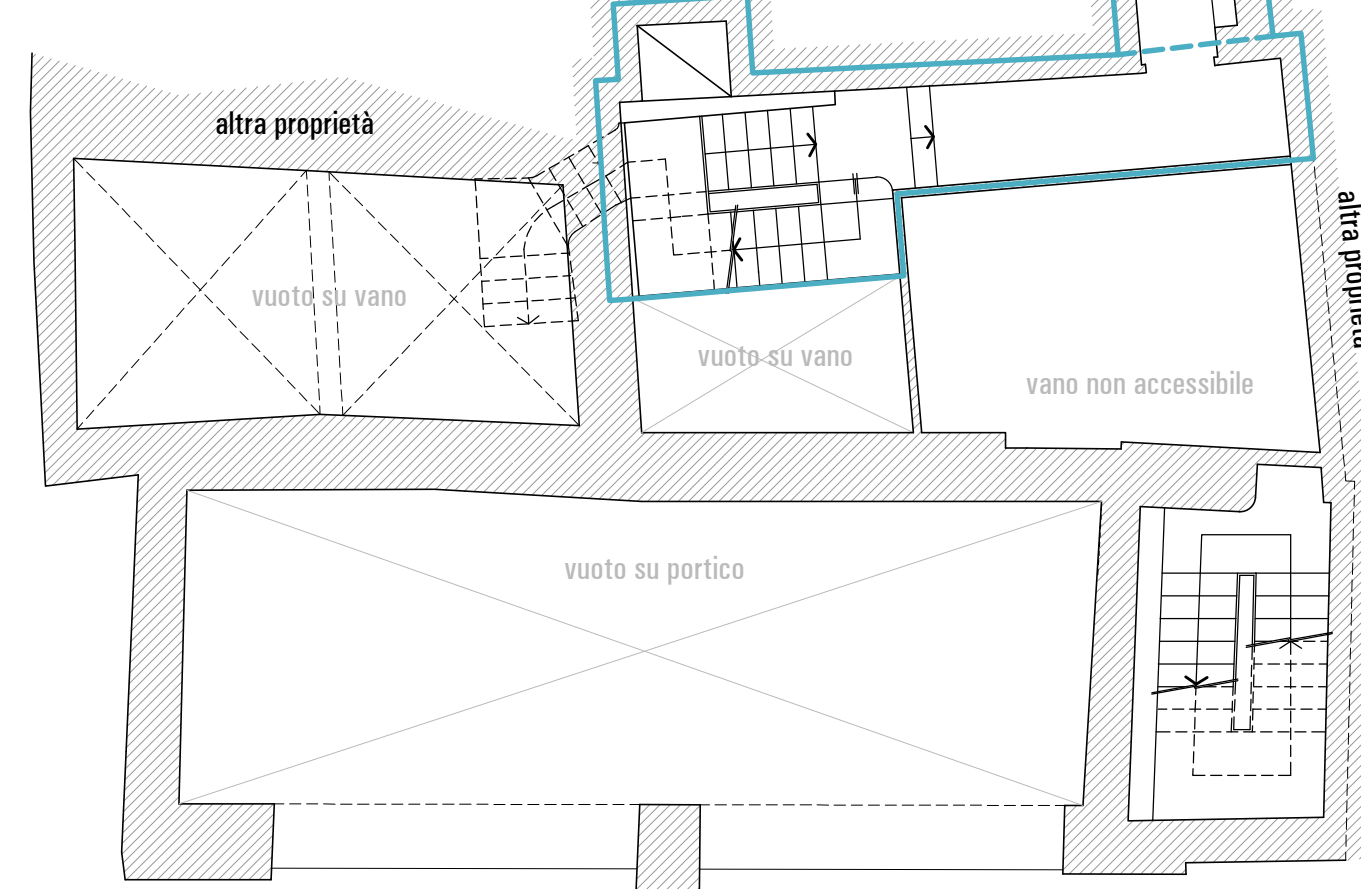 altra proprietà
altra proprietà
vuoto su vano
vuoto su vano
vano non accessibile
vuoto su portico